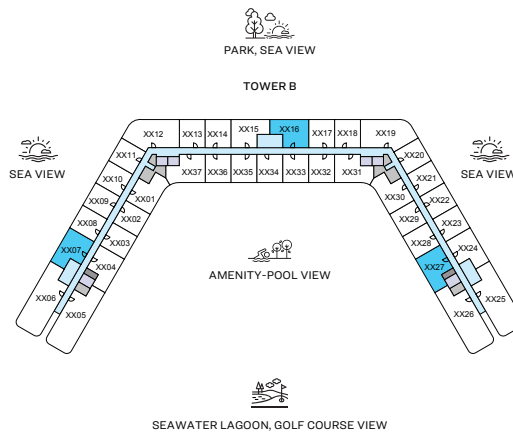 PARK, SEA VIEW
TOWER B
XX12
XX13
XX14
XX15
XX16
XX17
XX18
XX19
SEA VIEW
SEA VIEW
XX11
XX10
XX09
XX08
XX07
XX06
XX05
XX04
XX03
XX02
XX01
XX37
XX36
XX35
XX34
XX33
XX32
XX31
XX30
XX29
XX28
XX27
XX26
XX20
XX21
XX22
XX23
XX24
XX25
AMENITY-POOL VIEW
SEAWATER LAGOON, GOLF COURSE VIEW